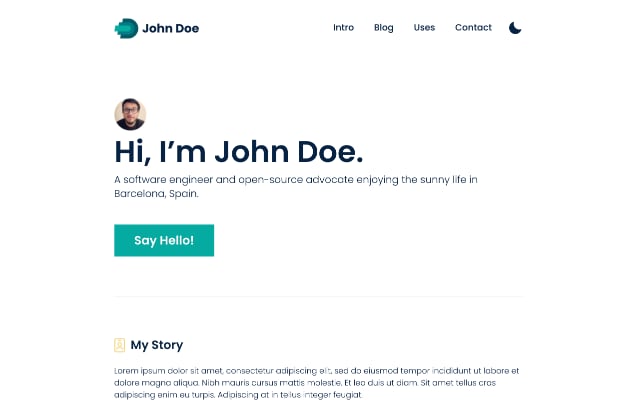 John Doe
Intro
Blog
Uses
Contact
Hi, I’m John Doe.
A software engineer and open-source advocate enjoying the sunny life in
Barcelona, Spain.
Say Hello!
My Story
Lorem ipsum dolor sit amet, consectetur adipiscing elit, sed do eiusmod tempor incididunt ut labore et
dolore magna aliqua. Nibh mauris cursus mattis molestie. Et leo duis ut diam. Sit amet tellus cras
adipiscing enim eu turpis. Adipiscing at in tellus integer feugiat.